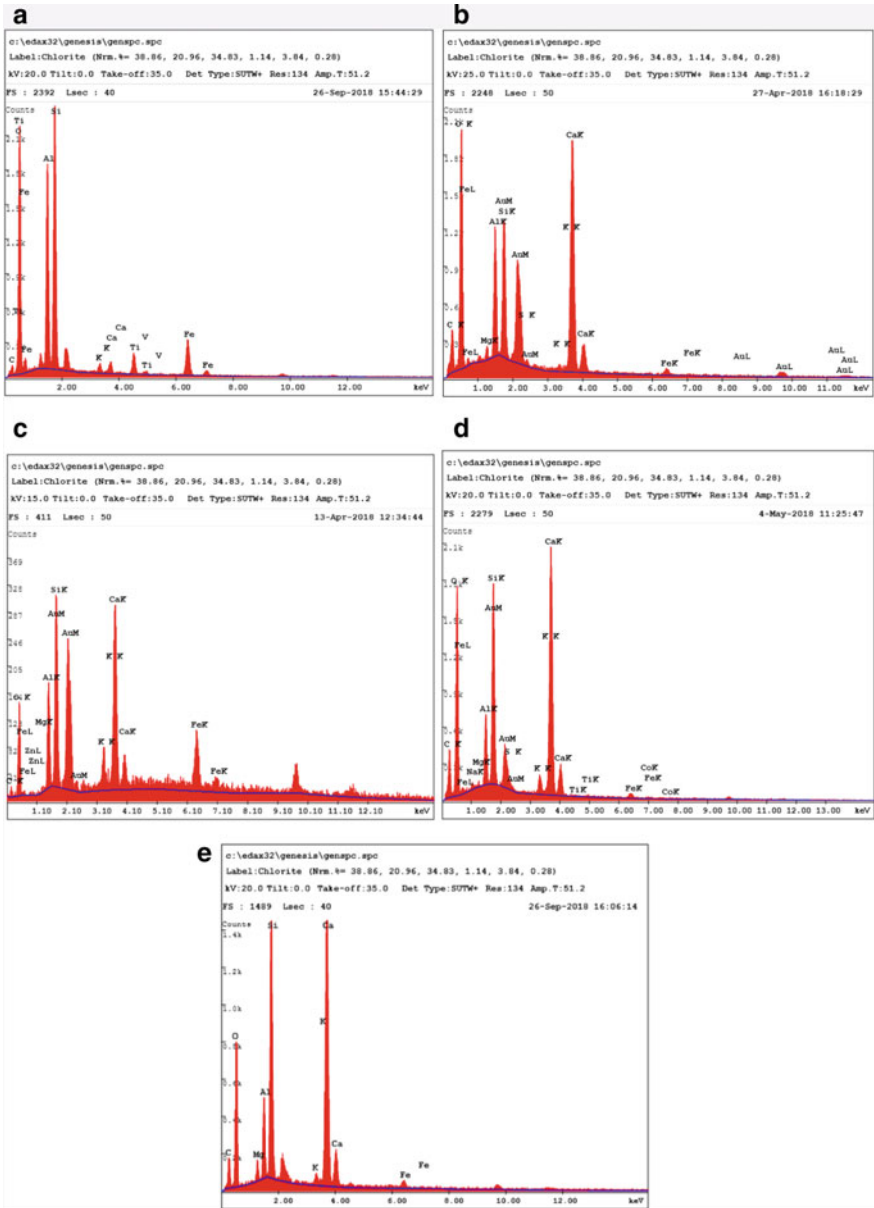 a
c:\edax32\genesis\genspc.spc
Label:Chlorite (Nrm.%= 38.86, 20.96, 34.83, 1.14, 3.84, 0.28)
kV:20.0 Tilt:0.0 Take-off:35.0 Det Type:SUTW+ Res:134 Amp.T:51.2
FS : 2392 Lsec : 40 26-Sep-2018 15:44:29
Counts
Ti Si
O
Al
Fe
Ca V
Ca V
K Ti Fe
C Fe K Ti Fe
2.00 4.00 6.00 8.00 10.00 12.00 keV
b
c:\edax32\genesis\genspc.spc
Label:Chlorite (Nrm.%= 38.86, 20.96, 34.83, 1.14, 3.84, 0.28)
kV:25.0 Tilt:0.0 Take-off:35.0 Det Type:SUTW+ Res:134 Amp.T:51.2
FS : 2248 Lsec : 50 27-Apr-2018 16:18:29
Counts
O K CaK
FeL AuM
SiK
AlK K K
AuM
S K
C K MgK K K CaK
FeL AuM FeK FeK AuL AuL AuL AuL AuL
1.00 2.00 3.00 4.00 5.00 6.00 7.00 8.00 9.00 10.00 11.00 keV
c
c:\edax32\genesis\genspc.spc
Label:Chlorite (Nrm.%= 38.86, 20.96, 34.83, 1.14, 3.84, 0.28)
kV:15.0 Tilt:0.0 Take-off:35.0 Det Type:SUTW+ Res:134 Amp.T:51.2
FS : 411 Lsec : 50 13-Apr-2018 12:34:44
Counts
369
328
287
246
205
SiK CaK
AuM
AuM
K K
AlK
MgK
FeL CaK FeK
ZnL K K
ZnL
FeL AuM FeK
1.10 2.10 3.10 4.10 5.10 6.10 7.10 8.10 9.10 10.10 11.10 keV
d
c:\edax32\genesis\genspc.spc
Label:Chlorite (Nrm.%= 38.86, 20.96, 34.83, 1.14, 3.84, 0.28)
kV:20.0 Tilt:0.0 Take-off:35.0 Det Type:SUTW+ Res:134 Amp.T:51.2
FS : 2279 Lsec : 50 4-May-2018 11:25:47
Counts
2.1k CaK
O K SiK
AuM
FeL K K
AlK
C K AuM
S K
MgK CaK CoK
NaK K K TiK FeK
FeL AuM TiK FeK CoK
1.00 2.00 3.00 4.00 5.00 6.00 7.00 8.00 9.00 10.00 11.00 13.00 keV
e
c:\edax32\genesis\genspc.spc
Label:Chlorite (Nrm.%= 38.86, 20.96, 34.83, 1.14, 3.84, 0.28)
kV:20.0 Tilt:0.0 Take-off:35.0 Det Type:SUTW+ Res:134 Amp.T:51.2
FS : 1489 Lsec : 40 26-Sep-2018 16:06:14
Counts Si Ca
1.4k
1.2k
1.0k
K
O
Al
C Mg Ca
K Fe Fe
2.00 4.00 6.00 8.00 10.00 12.00 keV